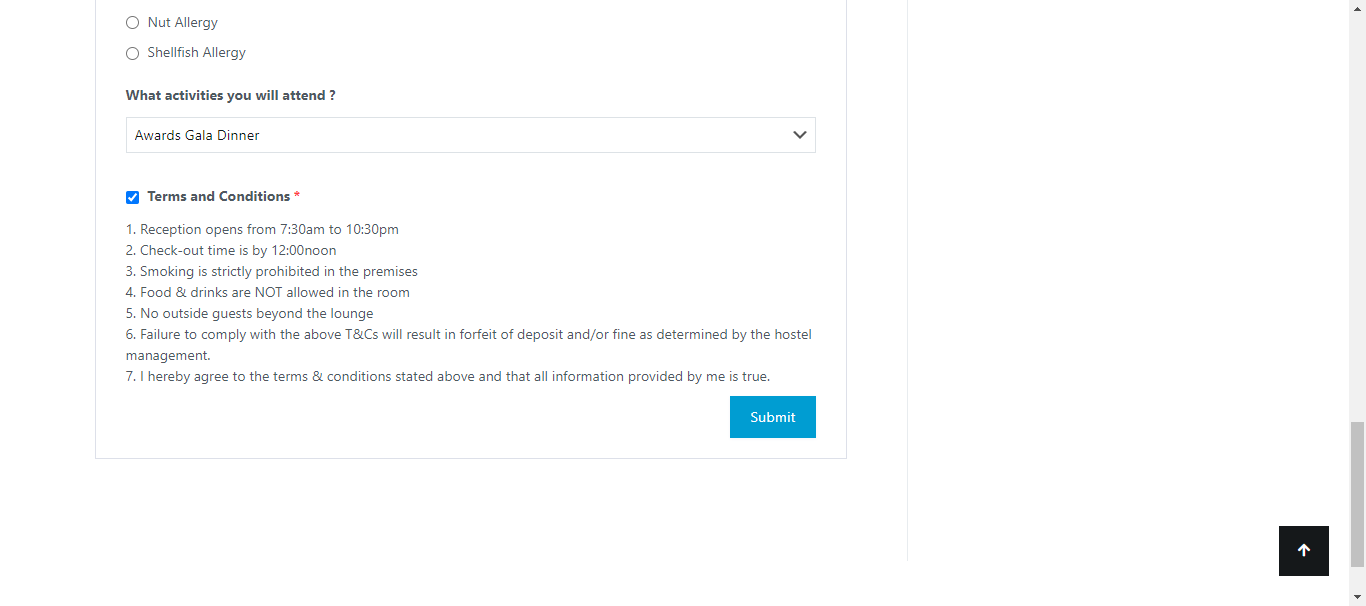 Nut Allergy
Shellfish Allergy
What activities you will attend ?
Awards Gala Dinner
Terms and Conditions *
1. Reception opens from 7:30am to 10:30pm
2. Check-out time is by 12:00noon
3. Smoking is strictly prohibited in the premises
4. Food & drinks are NOT allowed in the room
5. No outside guests beyond the lounge
6. Failure to comply with the above T&Cs will result in forfeit of deposit and/or fine as determined by the hostel
management.
7. I hereby agree to the terms & conditions stated above and that all information provided by me is true.
Submit